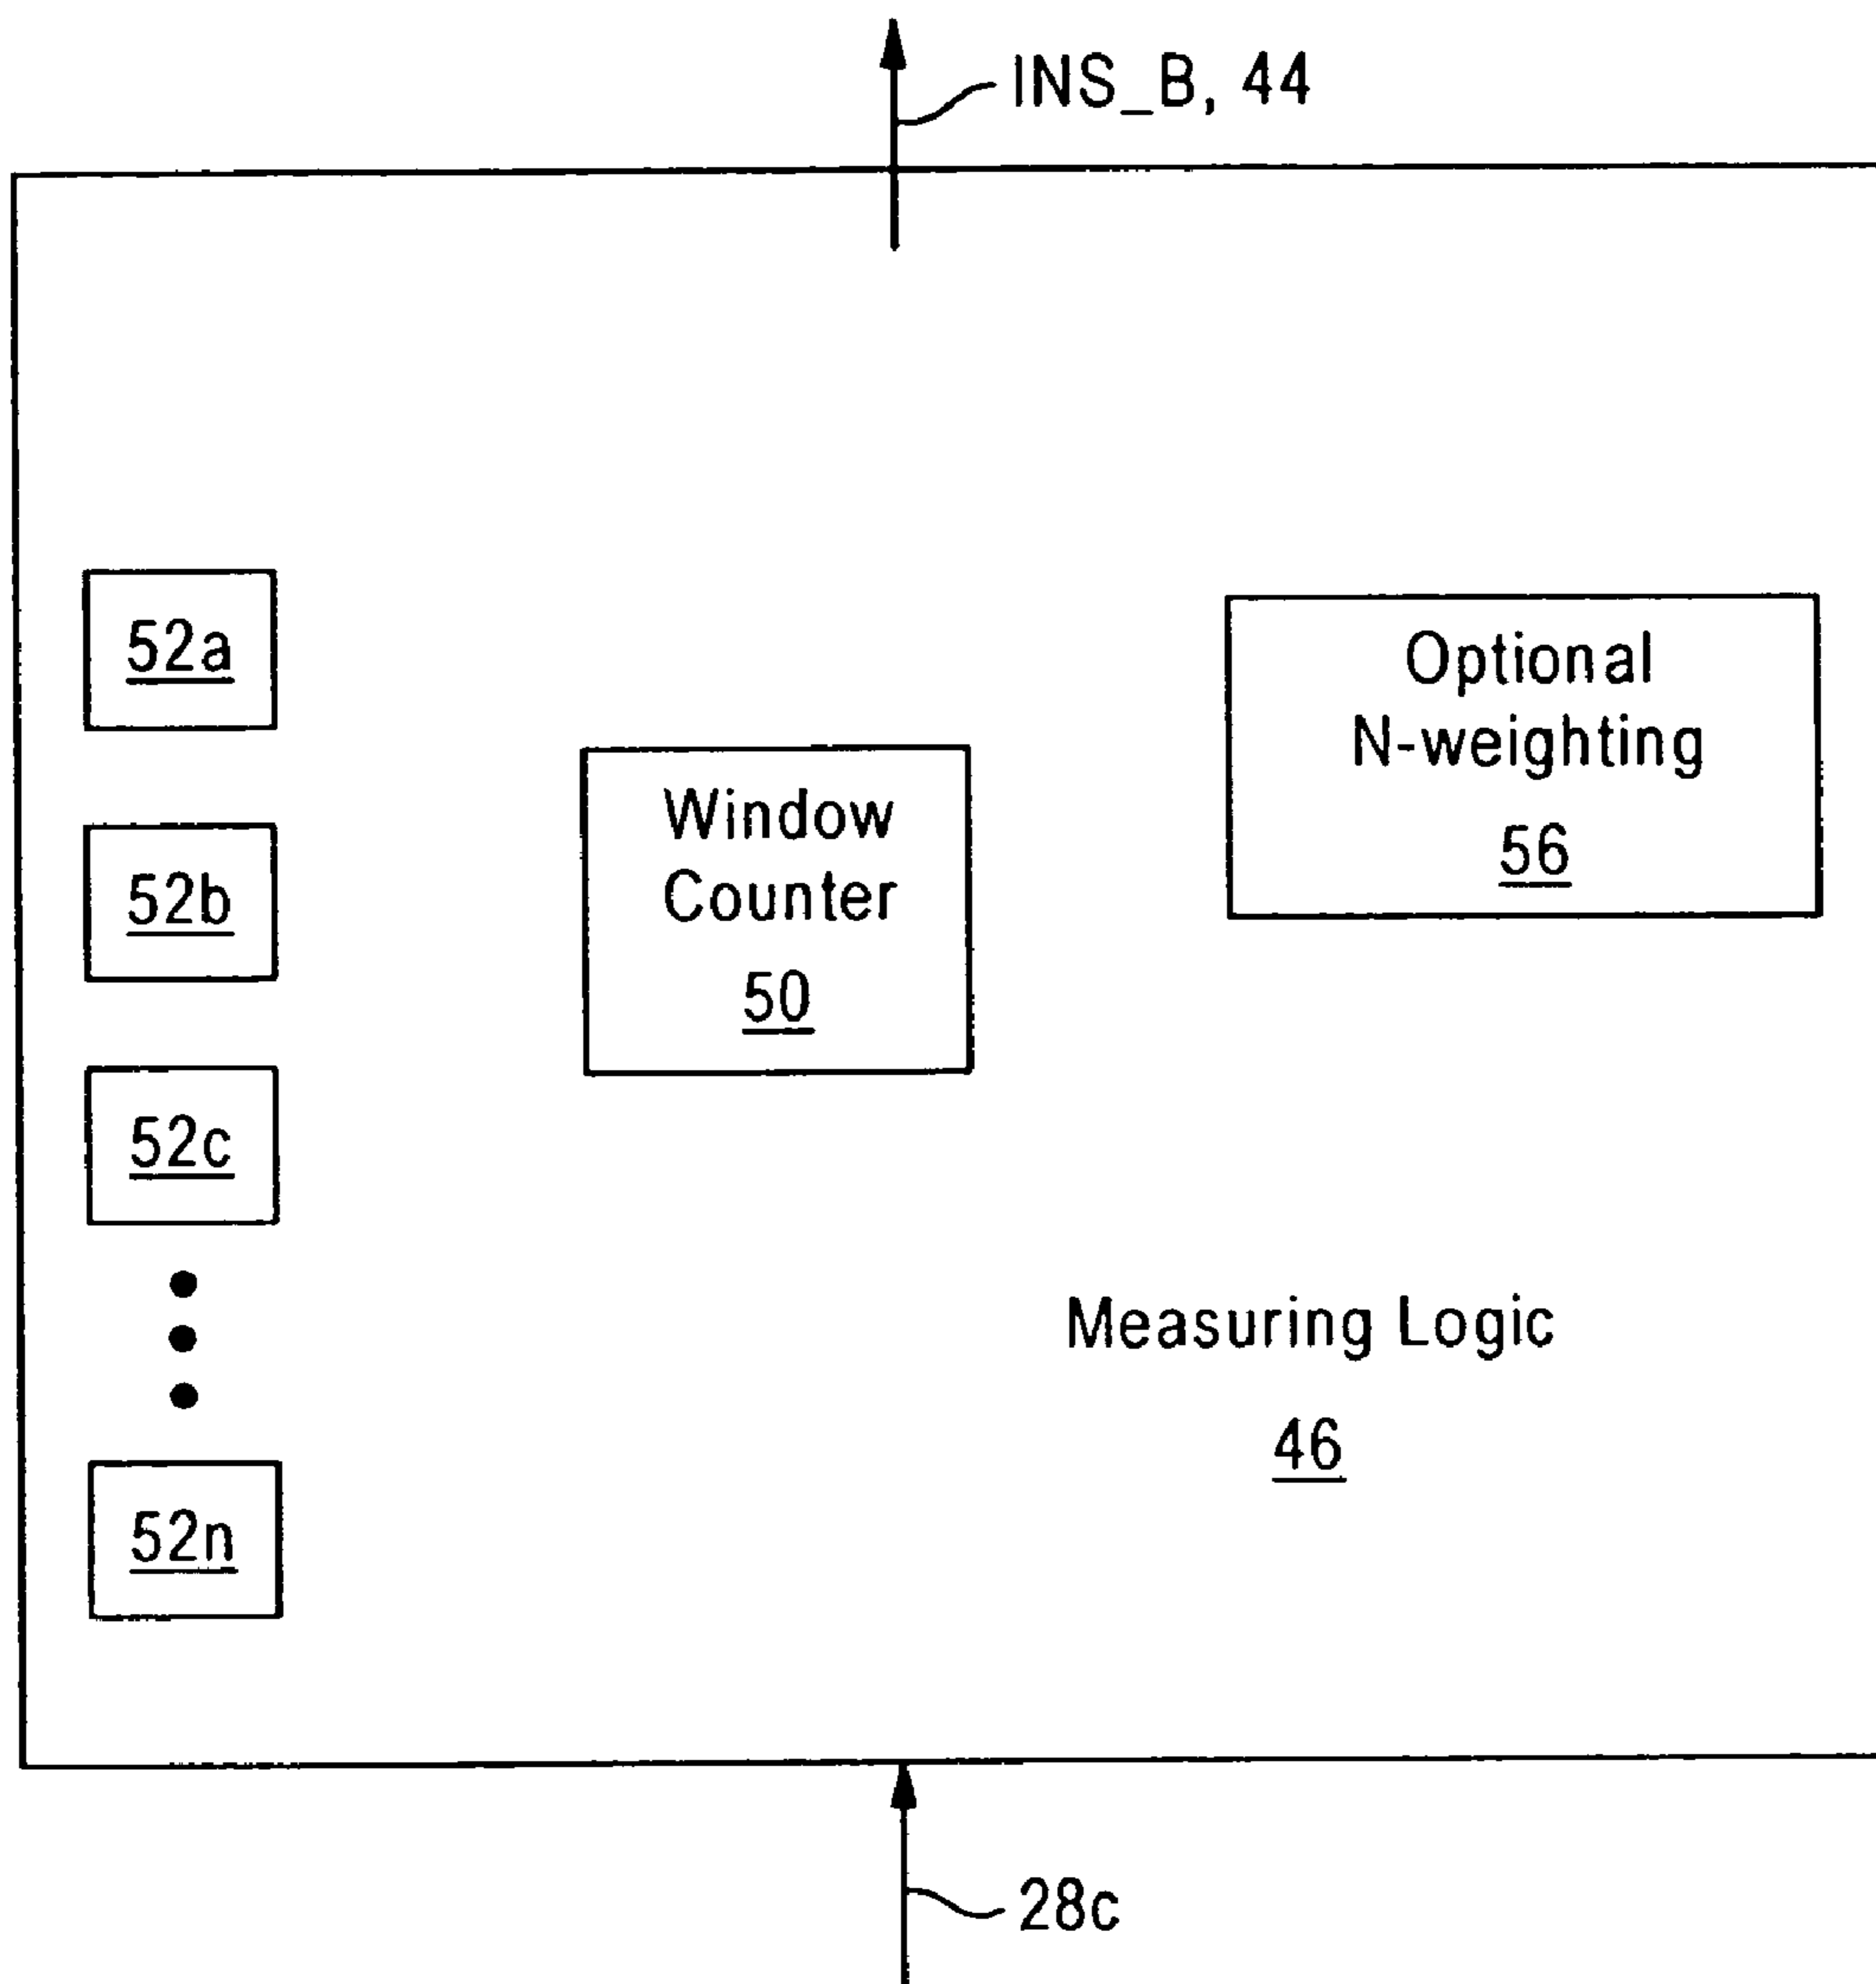 INS_B, 44
52a
Optional
N-weighting
56
Window
Counter
50
52b
52c
Measuring Logic
46
52n
28c